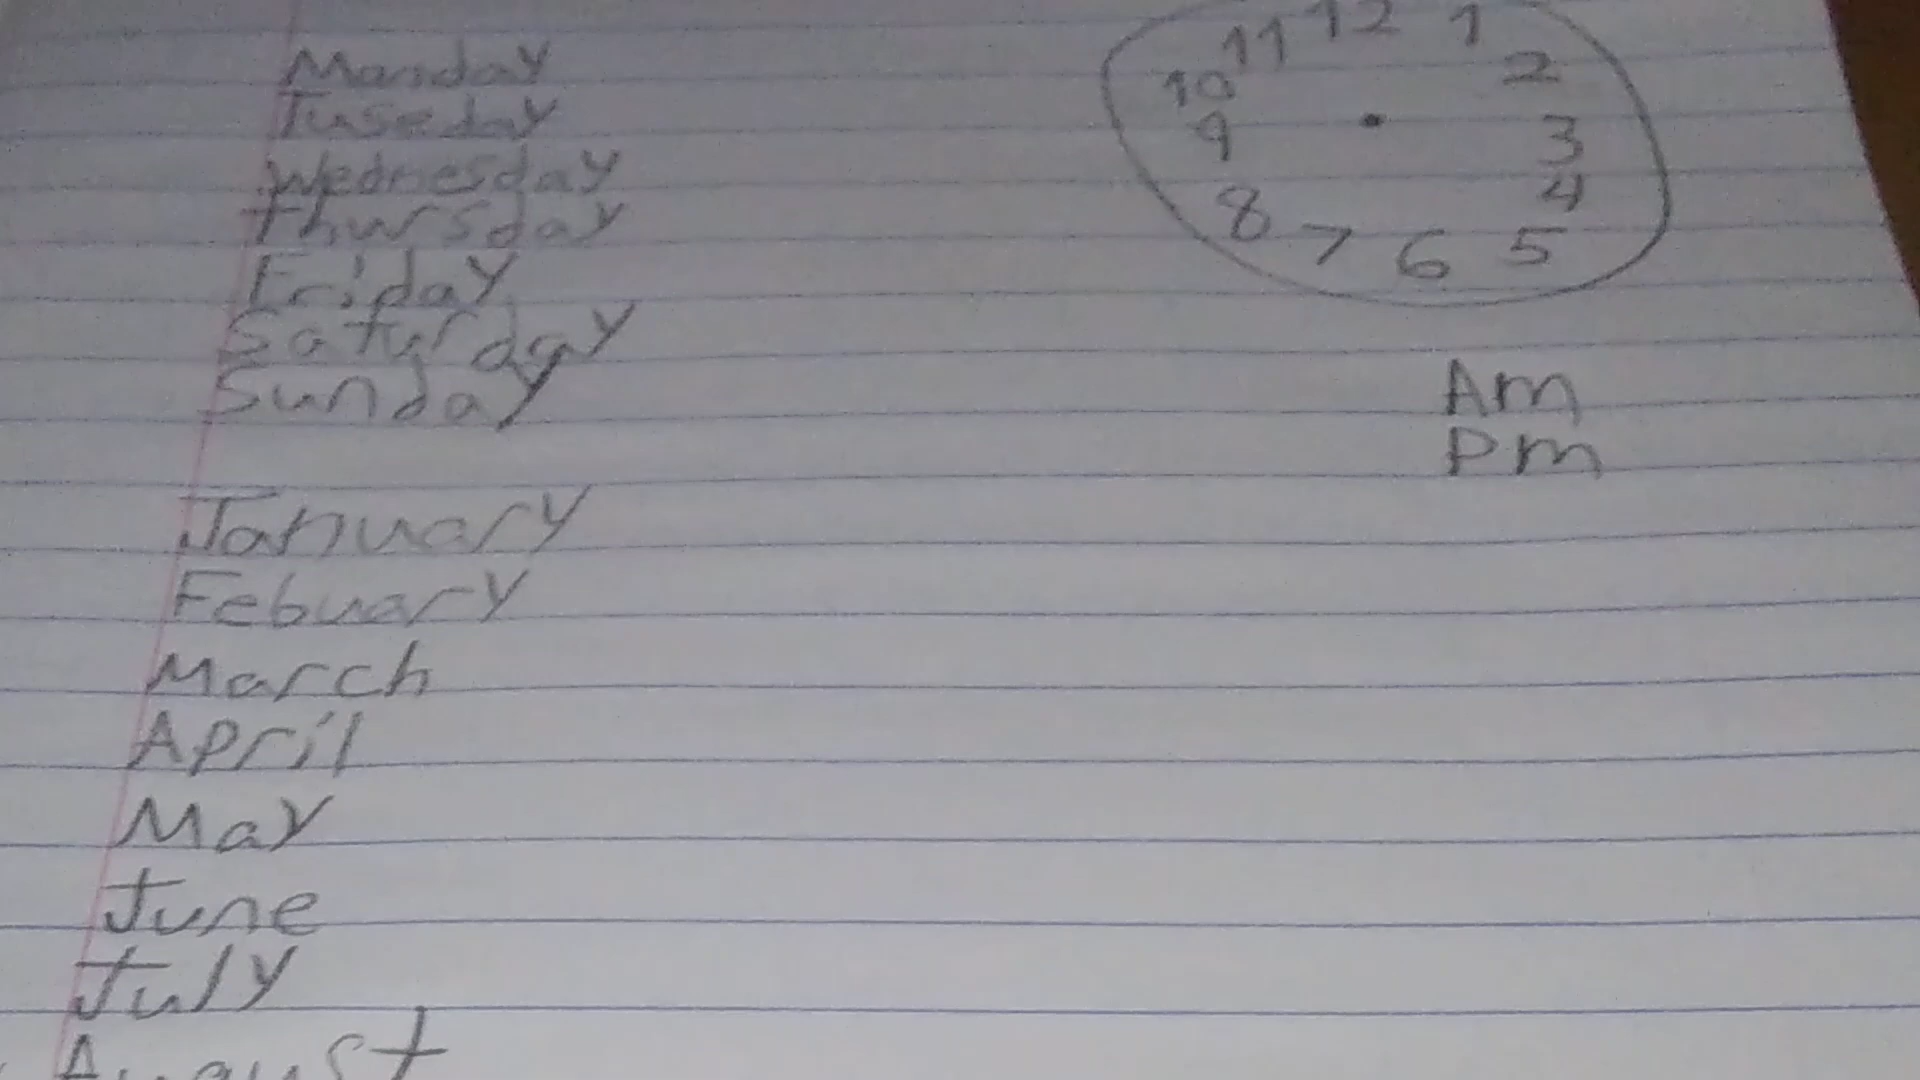 Monday
Tuseday
Wednesday
Thursday
Friday
Saturday
Sunday
January
Febuary
March
April
May
June
July
August
11 12 1
10 2
9 3
8 4
7 6 5
Am
Pm